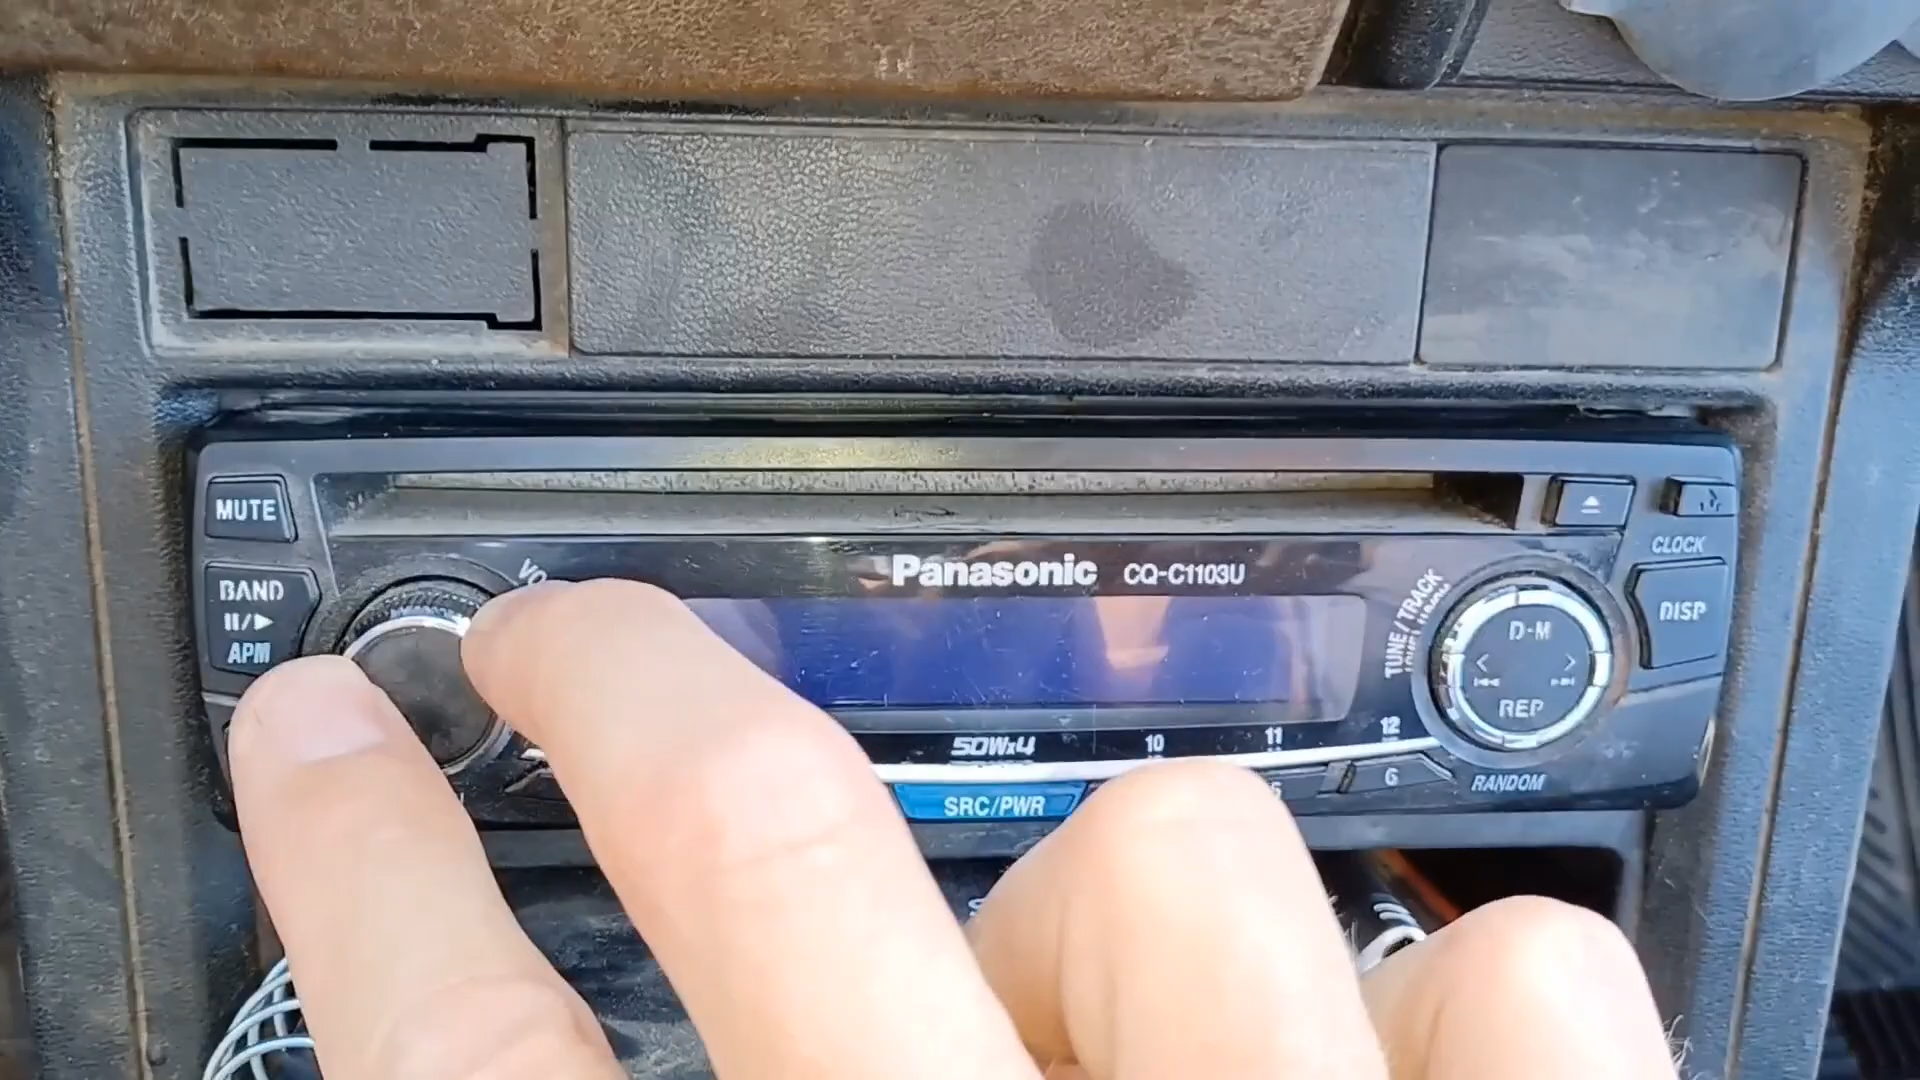 MUTE
CLOCK
VO
Panasonic CQ-C1103U
BAND
II/▶
APM
TUNE/TRACK
DISP
D·M
REP
50Wx4
10
11
12
SRC/PWR
6
RANDOM